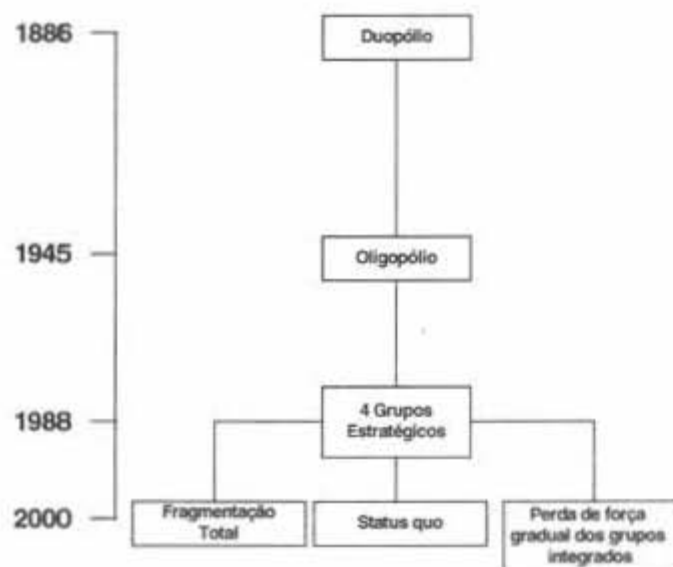 1886
Duopólio
1945
Oligopólio
1988
4 Grupos
Estratégicos
2000
Fragmentação
Total
Status quo
Perda de força
gradual dos grupos
integrados